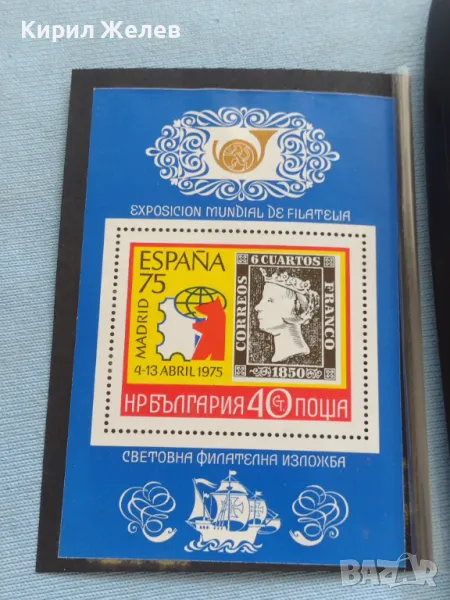 Кирил Желев
EXPOSICION MUNDIAL DE FILATELIA
ESPAÑA
75
MADRID
4-13 ABRIL 1975
6 CUARTOS
CORREOS
FRANCO
1850
НРБЪЛГАРИЯ 40 СТ. ПОЩА
СВЕТОВНА ФИЛАТЕЛНА ИЗЛОЖБА
bazar